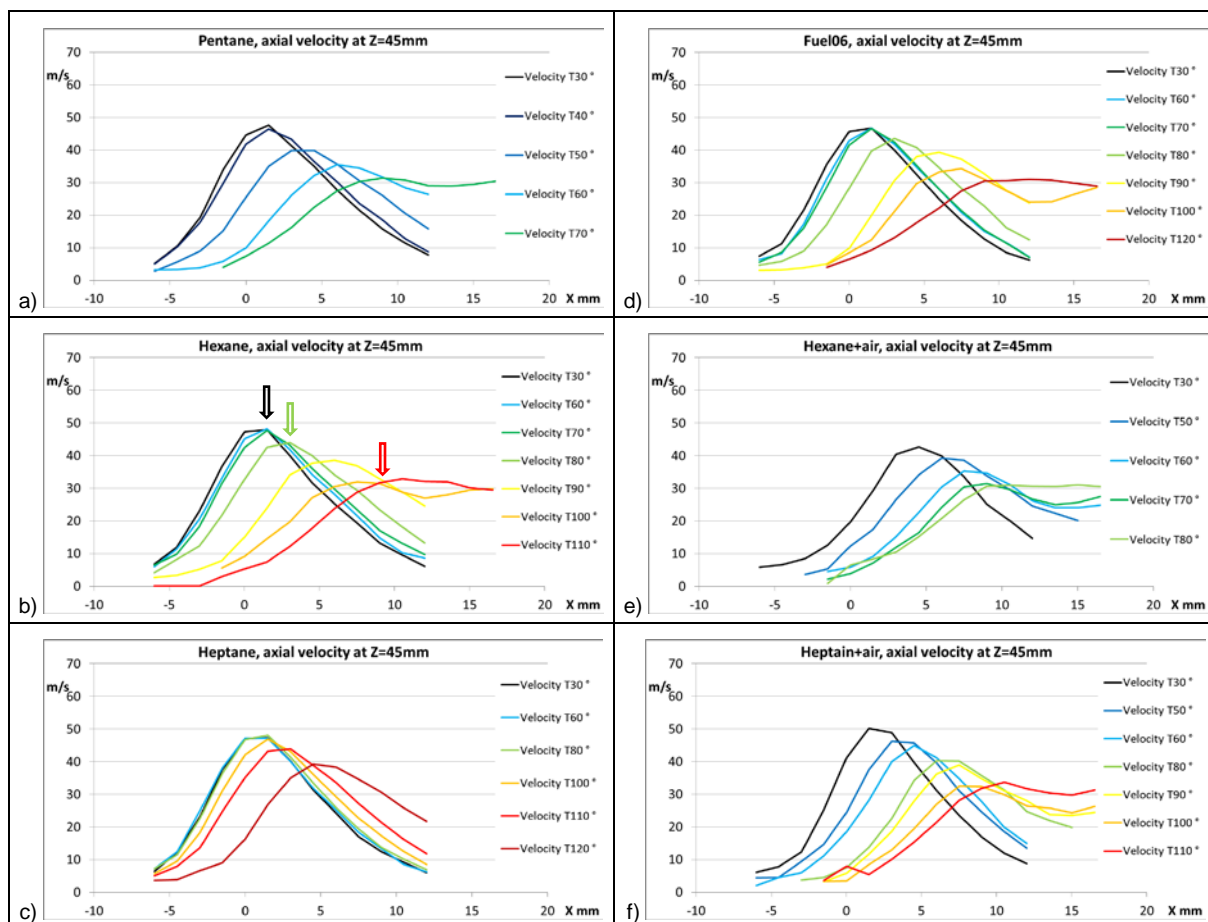 Pentane, axial velocity at Z=45mm
70
m/s
60
50
40
30
20
10
0
-10 -5 0 5 10 15 20
X mm
Velocity T30 °
Velocity T40 °
Velocity T50 °
Velocity T60 °
Velocity T70 °
a)
Fuel06, axial velocity at Z=45mm
70
m/s
60
50
40
30
20
10
0
-10 -5 0 5 10 15 20
X mm
Velocity T30 °
Velocity T60 °
Velocity T70 °
Velocity T80 °
Velocity T90 °
Velocity T100 °
Velocity T120 °
d)
Hexane, axial velocity at Z=45mm
70
m/s
60
50
40
30
20
10
0
-10 -5 0 5 10 15 20
X mm
Velocity T30 °
Velocity T60 °
Velocity T70 °
Velocity T80 °
Velocity T90 °
Velocity T100 °
Velocity T110 °
b)
Hexane+air, axial velocity at Z=45mm
70
m/s
60
50
40
30
20
10
0
-10 -5 0 5 10 15 20
X mm
Velocity T30 °
Velocity T50 °
Velocity T60 °
Velocity T70 °
Velocity T80 °
e)
Heptane, axial velocity at Z=45mm
70
m/s
60
50
40
30
20
10
0
-10 -5 0 5 10 15 20
X mm
Velocity T30 °
Velocity T60 °
Velocity T80 °
Velocity T100 °
Velocity T110 °
Velocity T120 °
c)
Heptain+air, axial velocity at Z=45mm
70
m/s
60
50
40
30
20
10
0
-10 -5 0 5 10 15 20
X mm
Velocity T30 °
Velocity T50 °
Velocity T60 °
Velocity T80 °
Velocity T90 °
Velocity T100 °
Velocity T110 °
f)